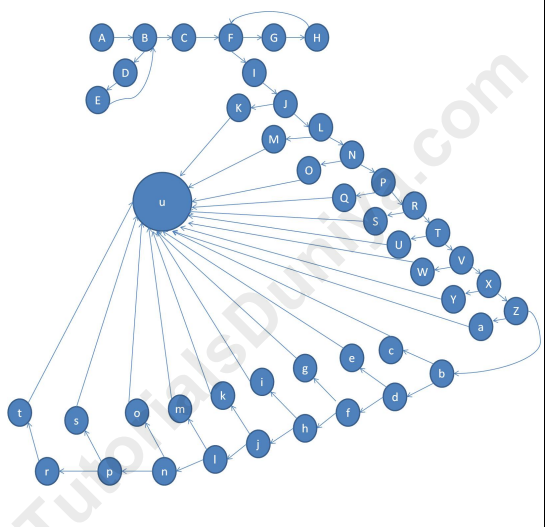 A B C F G H
D I
E K J
M L
O N
Q P
u S R
U T
W V
Y X
a Z
c b
e d
g f
i h
k j
m l
o n
s p
t r
TutorialsDuniya.com